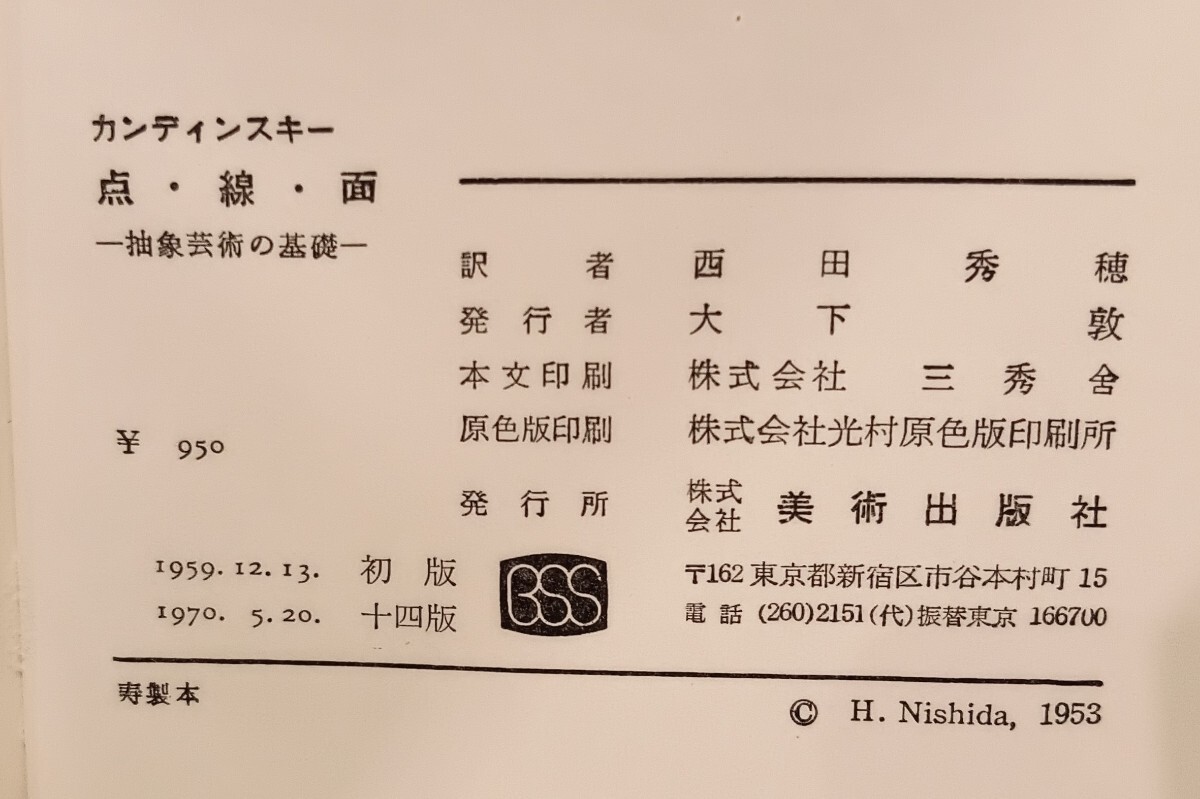 カンディンスキー
点・線・面
―抽象芸術の基礎―
訳者 西田秀穂
発行者 大下敦
本文印刷 株式会社 三秀舎
原色版印刷 株式会社光村原色版印刷所
¥ 950
発行所 株式会社 美術出版社
1959. 12. 13. 初版
1970. 5. 20. 十四版
BSS
〒162 東京都新宿区市谷本村町 15
電話 (260)2151(代)振替東京 166700
寿製本
© H. Nishida, 1953